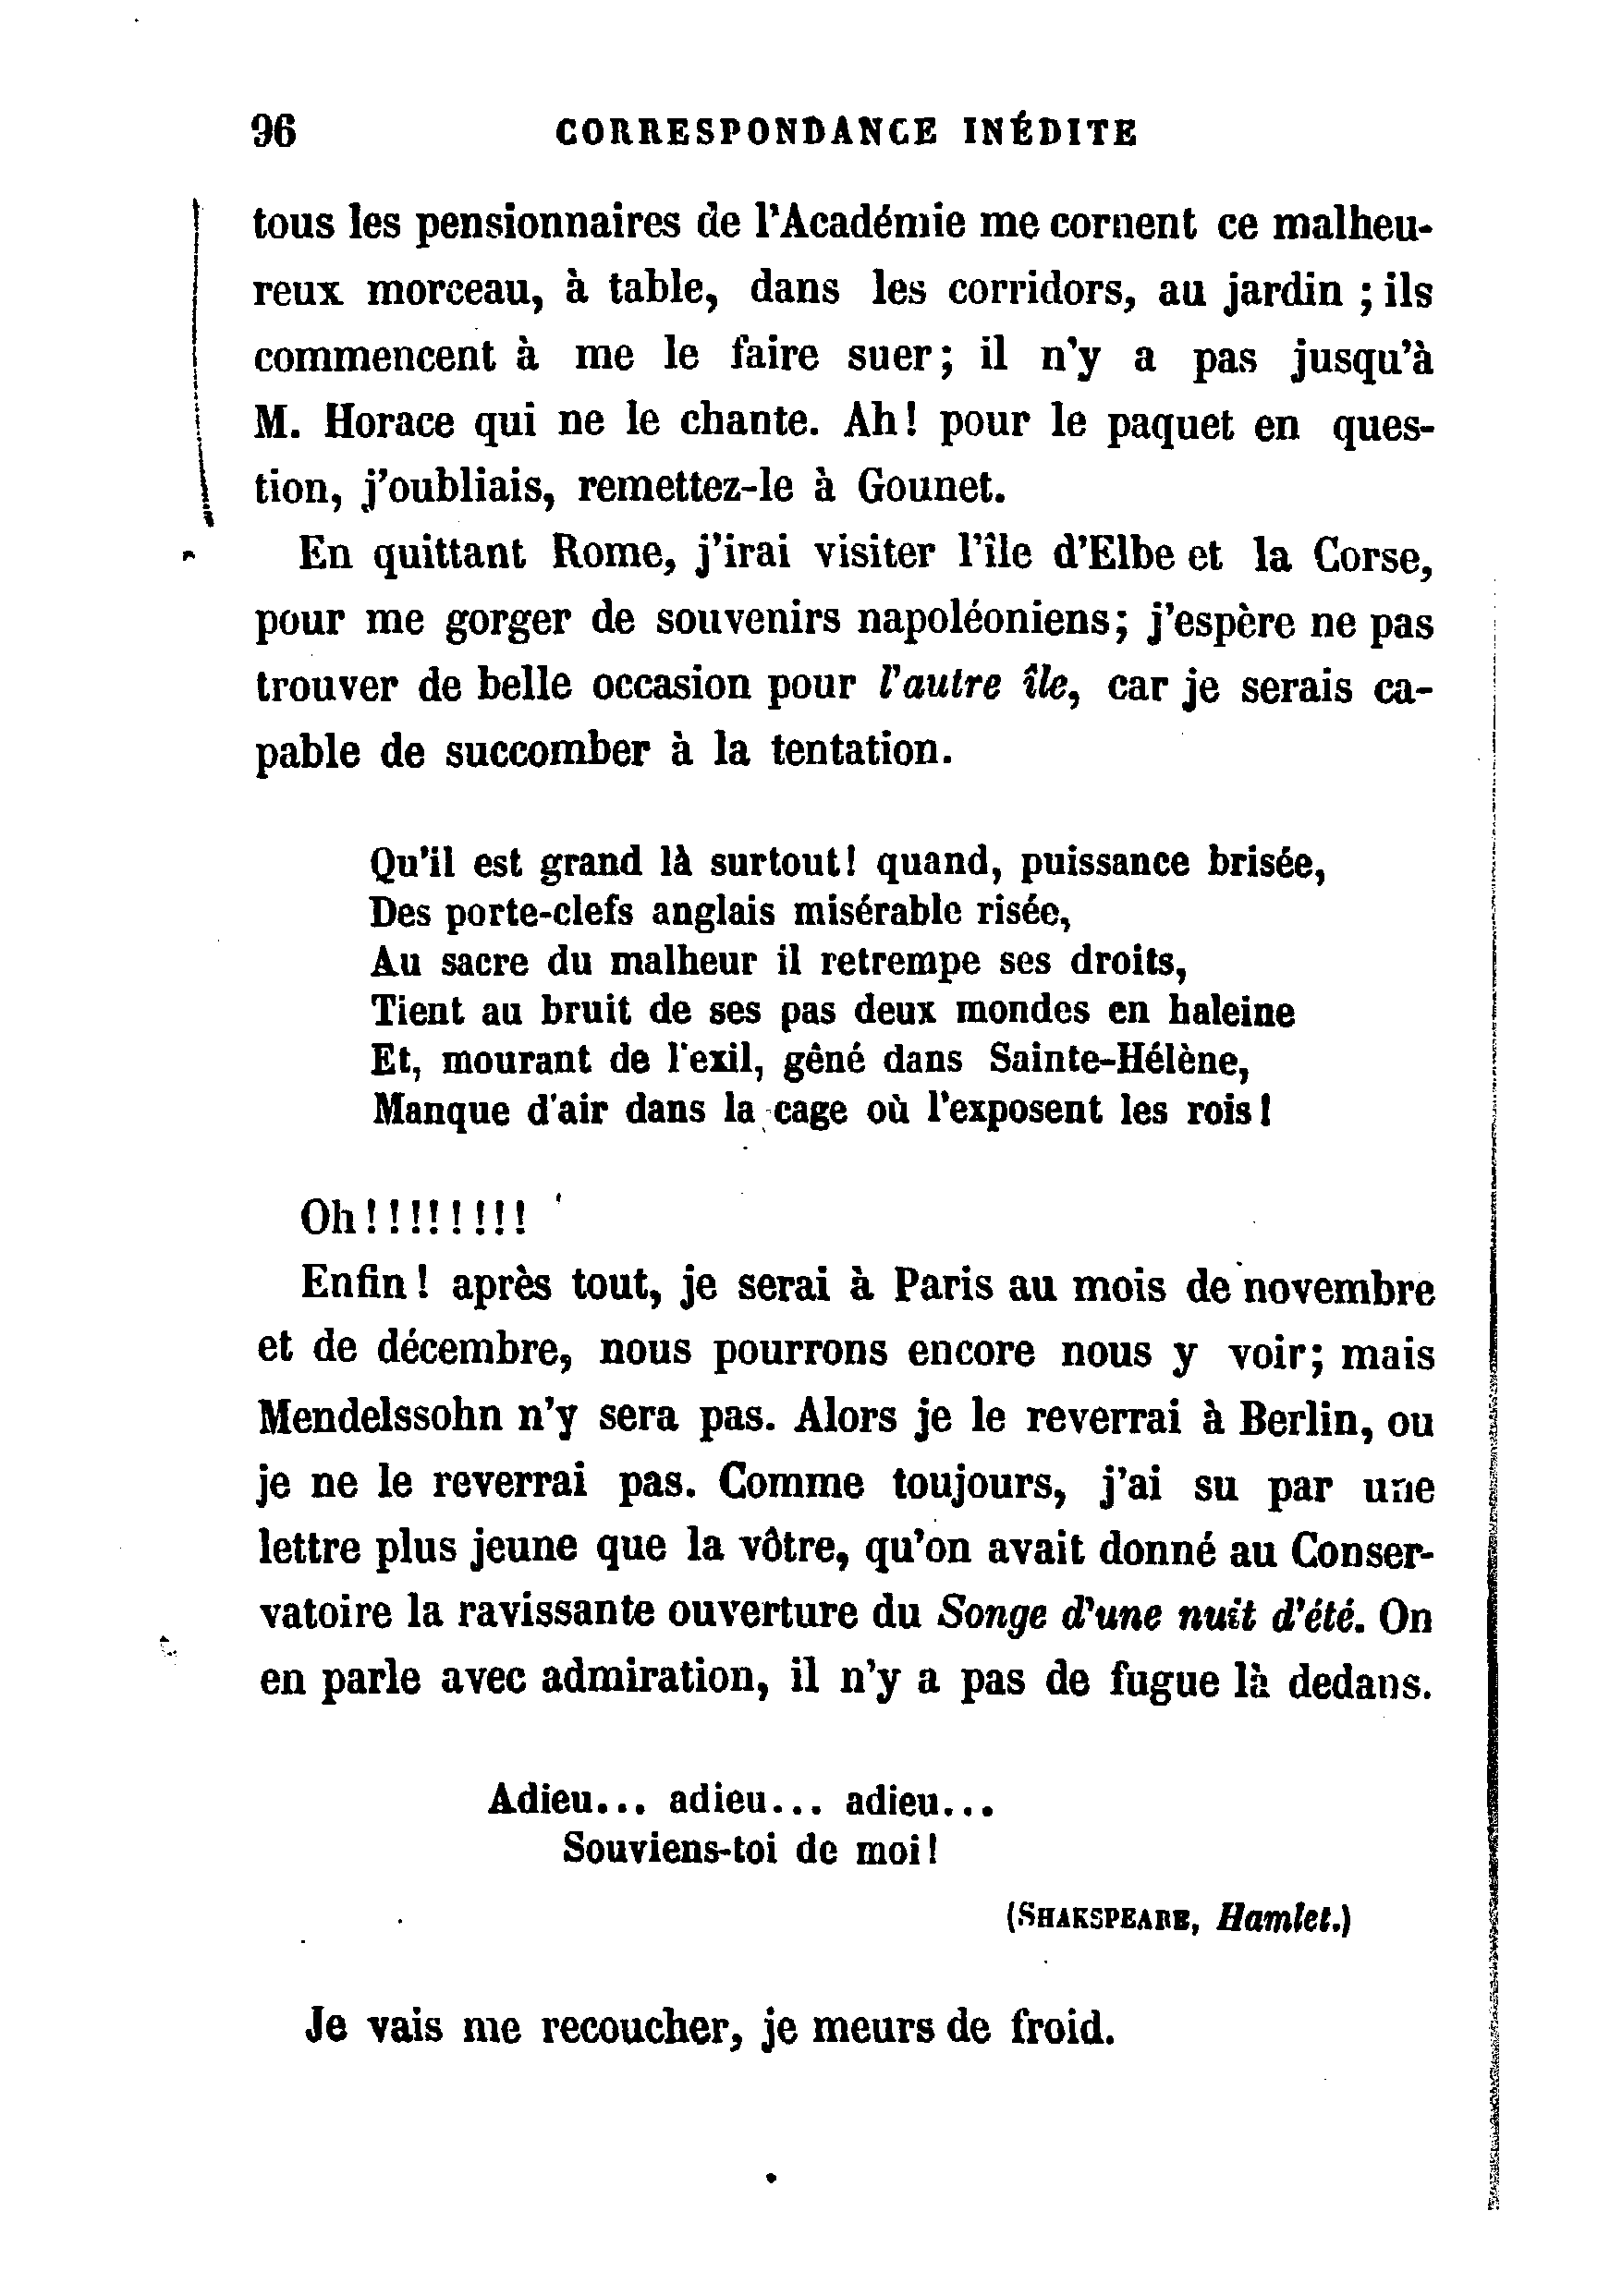 96 CORRESPONDANCE INÉDITE
tous les pensionnaires de l'Académie me cornent ce malheu-
reux morceau, à table, dans les corridors, au jardin ; ils
commencent à me le faire suer; il n'y a pas jusqu'à
M. Horace qui ne le chante. Ah! pour le paquet en ques-
tion, j'oubliais, remettez-le à Gounet.
En quittant Rome, j'irai visiter l'île d'Elbe et la Corse,
pour me gorger de souvenirs napoléoniens; j'espère ne pas
trouver de belle occasion pour l'autre île, car je serais ca-
pable de succomber à la tentation.
Qu'il est grand là surtout! quand, puissance brisée,
Des porte-clefs anglais misérable risée,
Au sacre du malheur il retrempe ses droits,
Tient au bruit de ses pas deux mondes en haleine
Et, mourant de l'exil, gêné dans Sainte-Hélène,
Manque d'air dans la cage où l'exposent les rois!
Oh!!!!!!!!
Enfin! après tout, je serai à Paris au mois de novembre
et de décembre, nous pourrons encore nous y voir; mais
Mendelssohn n'y sera pas. Alors je le reverrai à Berlin, ou
je ne le reverrai pas. Comme toujours, j'ai su par une
lettre plus jeune que la vôtre, qu'on avait donné au Conser-
vatoire la ravissante ouverture du Songe d'une nuit d'été. On
en parle avec admiration, il n'y a pas de fugue là dedans.
Adieu... adieu... adieu...
Souviens-toi de moi!
(SHAKSPEARE, Hamlet.)
Je vais me recoucher, je meurs de froid.